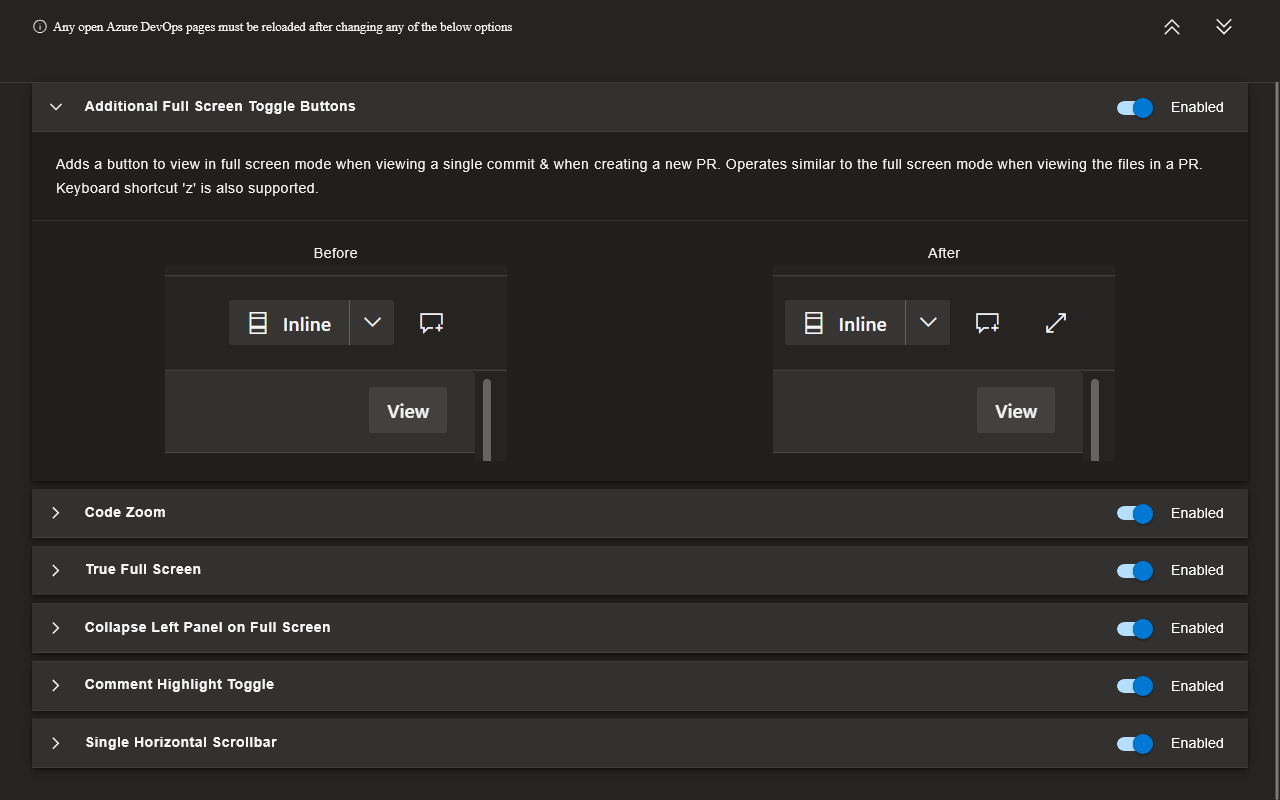 Any open Azure DevOps pages must be reloaded after changing any of the below options
Additional Full Screen Toggle Buttons
Enabled
Adds a button to view in full screen mode when viewing a single commit & when creating a new PR. Operates similar to the full screen mode when viewing the files in a PR.
Keyboard shortcut 'z' is also supported.
Before
After
Inline
Inline
View
View
Code Zoom
Enabled
True Full Screen
Enabled
Collapse Left Panel on Full Screen
Enabled
Comment Highlight Toggle
Enabled
Single Horizontal Scrollbar
Enabled